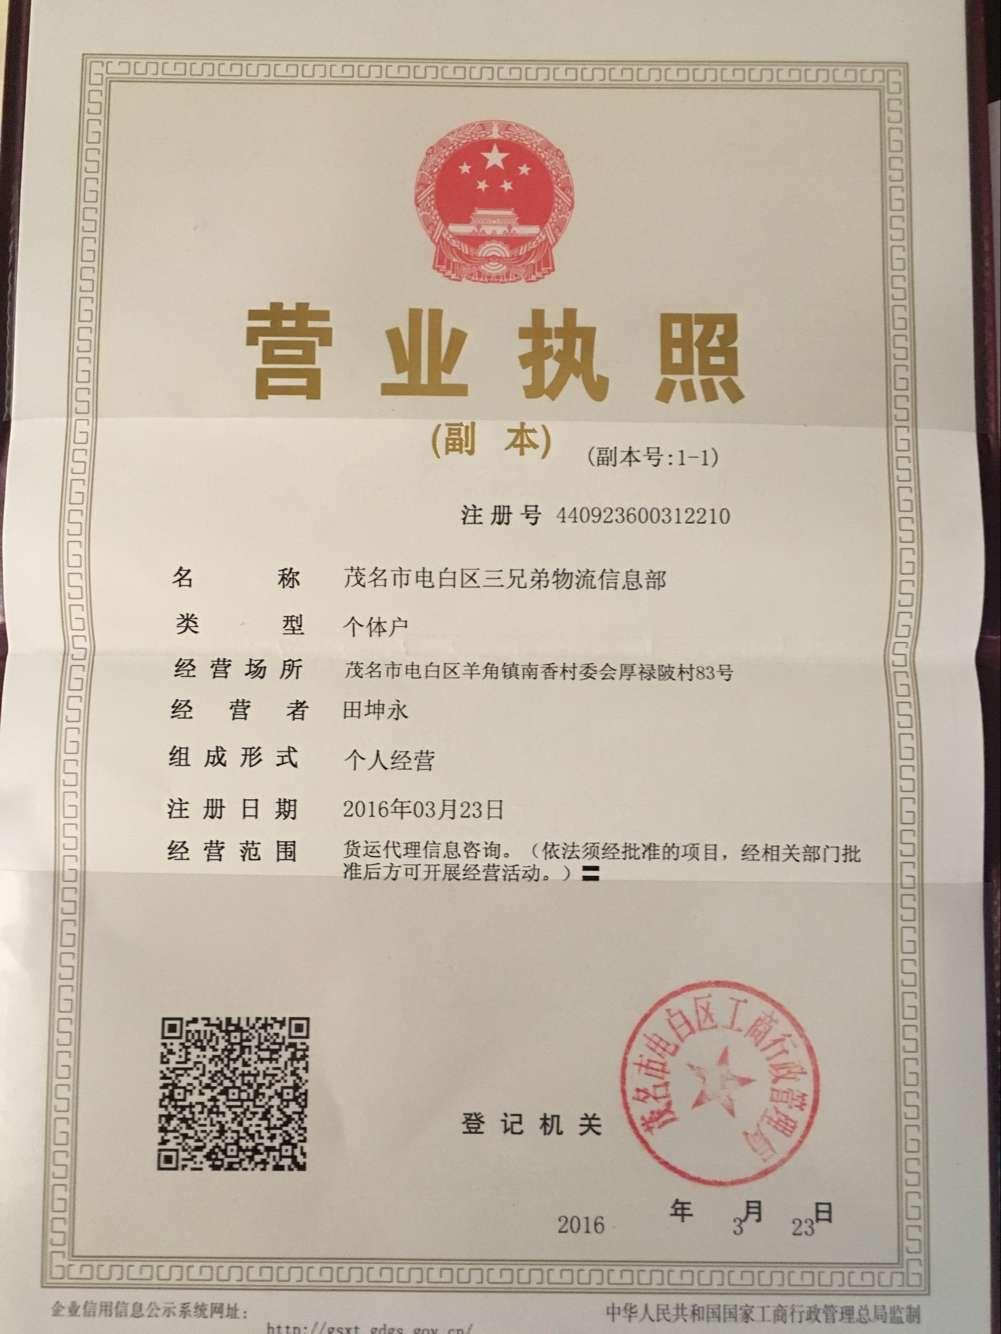 营业执照
(副 本)
(副本号:1-1)
注册号 440923600312210
名 称 茂名市电白区三兄弟物流信息部
类 型 个体户
经营场所 茂名市电白区羊角镇南香村委会厚禄陂村83号
经 营 者 田坤永
组成形式 个人经营
注册日期 2016年03月23日
经营范围 货运代理信息咨询。（依法须经批准的项目，经相关部门批
准后方可开展经营活动。）
茂名市电白区工商行政管理局
登记机关
2016 年 3月 23日
企业信用信息公示系统网址：
http://gsxt.gdgs.gov.cn/
中华人民共和国国家工商行政管理总局监制